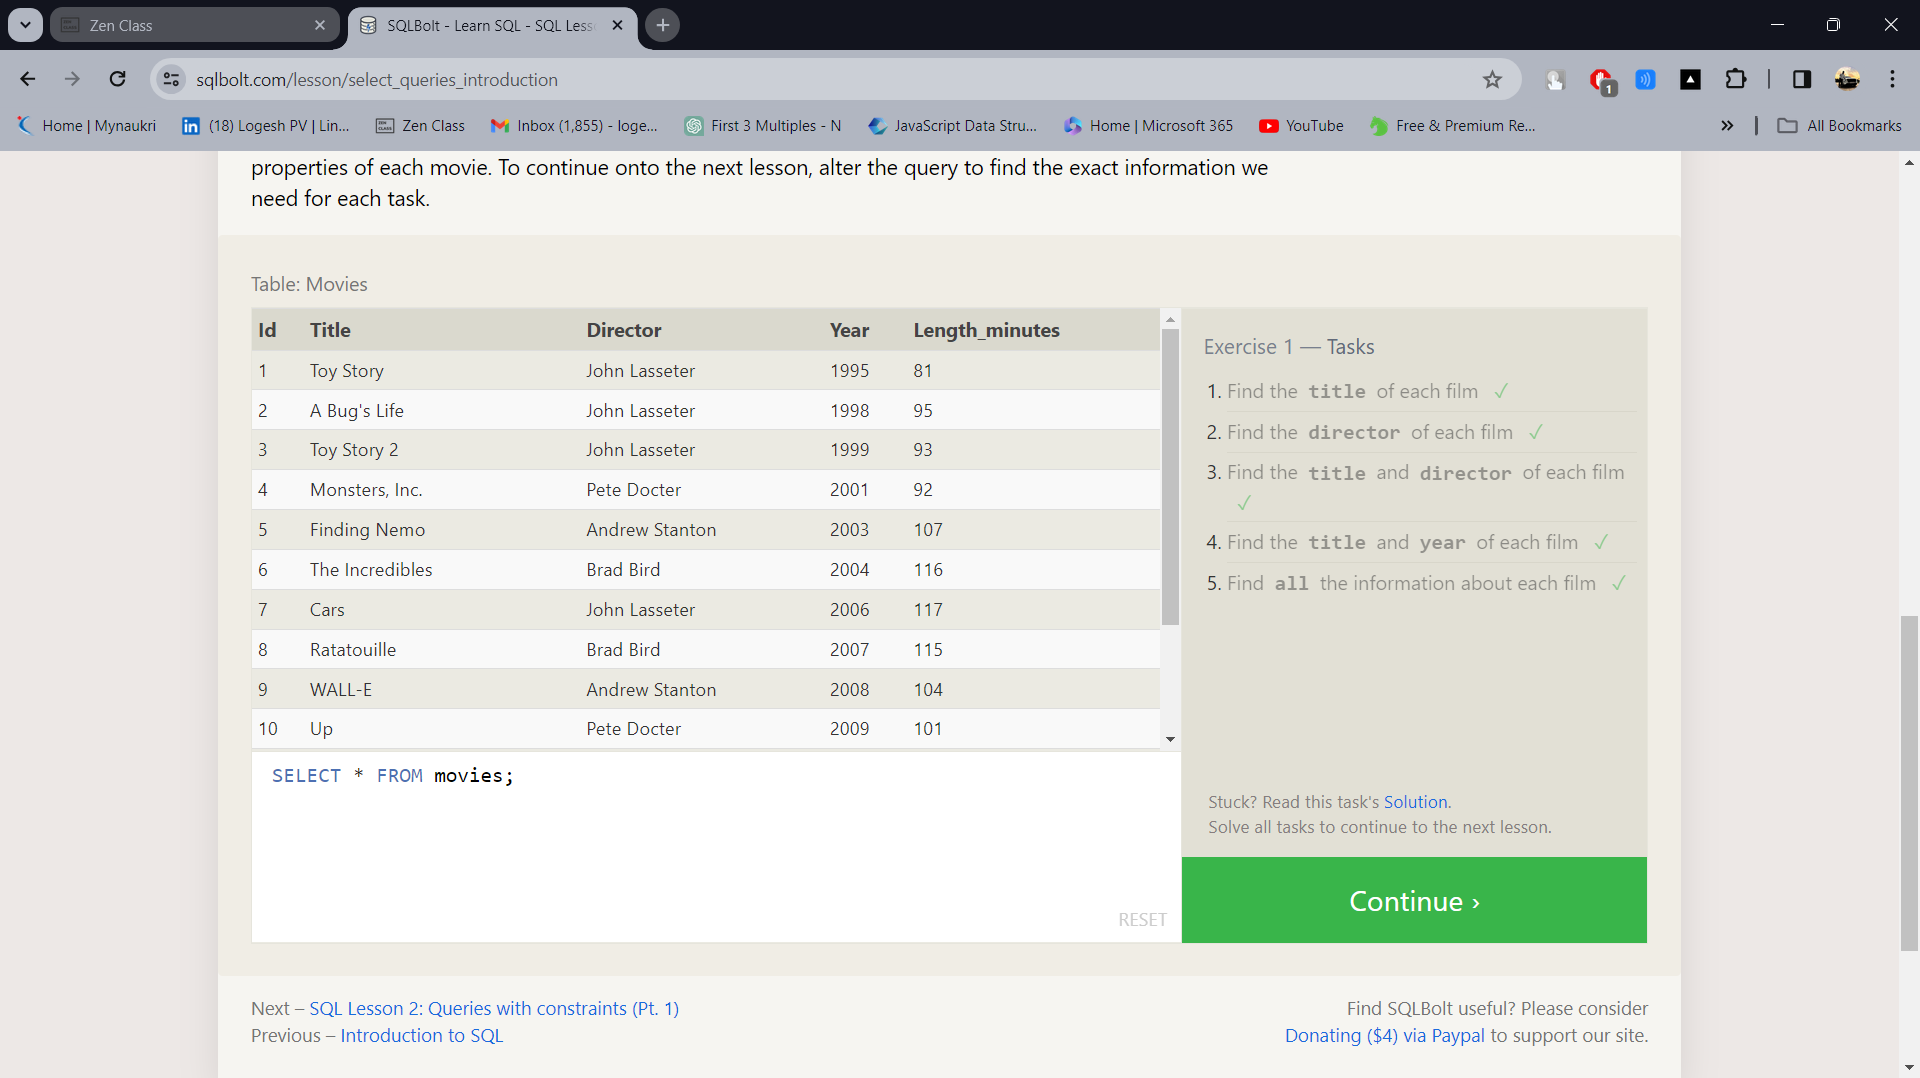 Zen Class
SQLBolt - Learn SQL - SQL Less
sqlbolt.com/lesson/select_queries_introduction
1
Home | Mynaukri
(18) Logesh PV | Lin...
Zen Class
Inbox (1,855) - loge...
First 3 Multiples - N
JavaScript Data Stru...
Home | Microsoft 365
YouTube
Free & Premium Re...
All Bookmarks
properties of each movie. To continue onto the next lesson, alter the query to find the exact information we
need for each task.
Table: Movies
Id Title Director Year Length_minutes
1 Toy Story John Lasseter 1995 81
2 A Bug's Life John Lasseter 1998 95
3 Toy Story 2 John Lasseter 1999 93
4 Monsters, Inc. Pete Docter 2001 92
5 Finding Nemo Andrew Stanton 2003 107
6 The Incredibles Brad Bird 2004 116
7 Cars John Lasseter 2006 117
8 Ratatouille Brad Bird 2007 115
9 WALL-E Andrew Stanton 2008 104
10 Up Pete Docter 2009 101
SELECT * FROM movies;
RESET
Exercise 1 — Tasks
1. Find the title of each film ✓
2. Find the director of each film ✓
3. Find the title and director of each film
✓
4. Find the title and year of each film ✓
5. Find all the information about each film ✓
Stuck? Read this task's Solution.
Solve all tasks to continue to the next lesson.
Continue ›
Next – SQL Lesson 2: Queries with constraints (Pt. 1)
Previous – Introduction to SQL
Find SQLBolt useful? Please consider
Donating ($4) via Paypal to support our site.